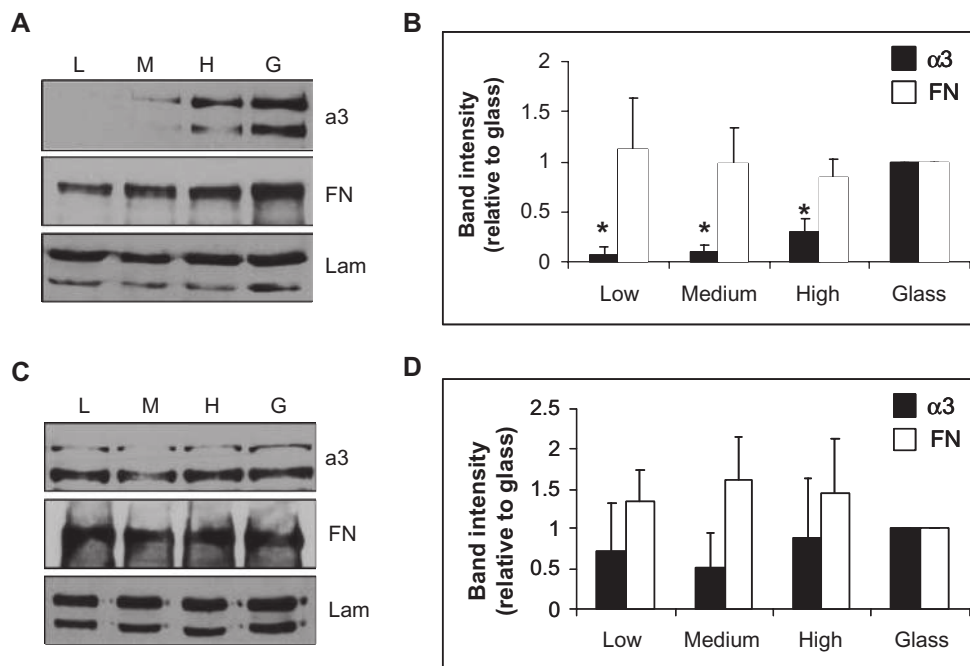 A
L M H G
a3
FN
Lam
B
Band intensity
(relative to glass)
2
1.5
1
0.5
0
* * *
Low Medium High Glass
α3
FN
C
L M H G
a3
FN
Lam
D
Band intensity
(relative to glass)
2.5
2
1.5
1
0.5
0
Low Medium High Glass
α3
FN